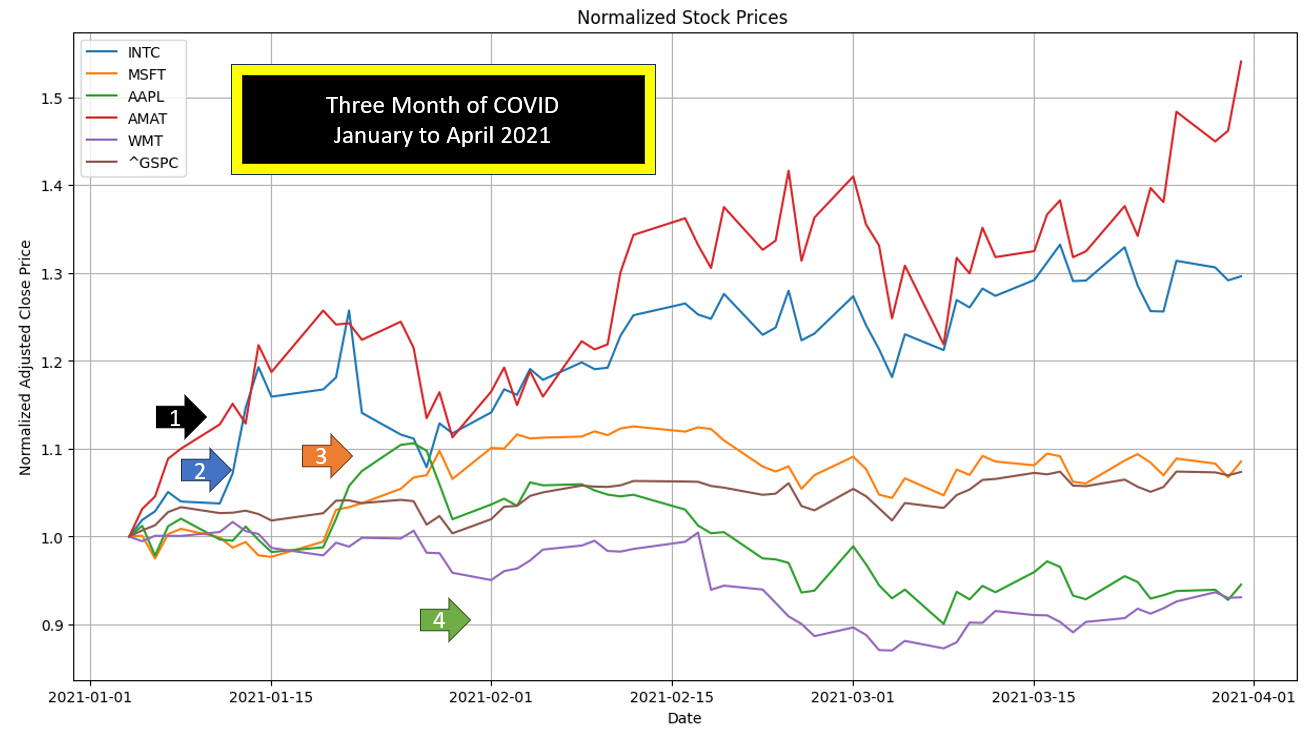 Normalized Stock Prices
INTC
MSFT
AAPL
AMAT
WMT
^GSPC
Three Month of COVID
January to April 2021
Normalized Adjusted Close Price
1.5
1.4
1.3
1.2
1.1
1.0
0.9
1
2
3
4
2021-01-01
2021-01-15
2021-02-01
2021-02-15
2021-03-01
2021-03-15
2021-04-01
Date